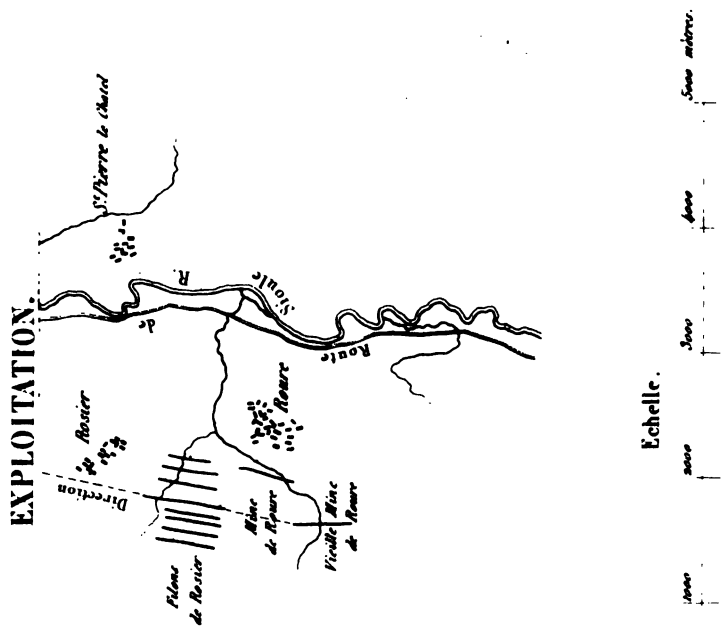 EXPLOITATION.
St. Pierre le Chatel
R. Sioule
Route de
Rosier
Roure
Direction
Filons
de Rosier
Mine
de Roure
Vieille Mine
de Roure
Echelle.
1000 2000 3000 4000 5000 mètres.